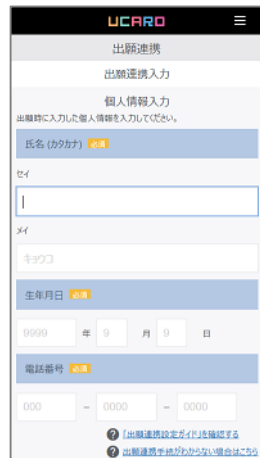 UCARO
出願連携
出願連携入力
個人情報入力
出願時に入力した個人情報を入力してください。
氏名 (カタカナ) 必須
セイ
メイ
キョウコ
生年月日 必須
9999 年 9 月 9 日
電話番号 必須
000 - 0000 - 0000
? 「出願連携設定ガイド」を確認する
? 出願連携手続がわからない場合はこちら